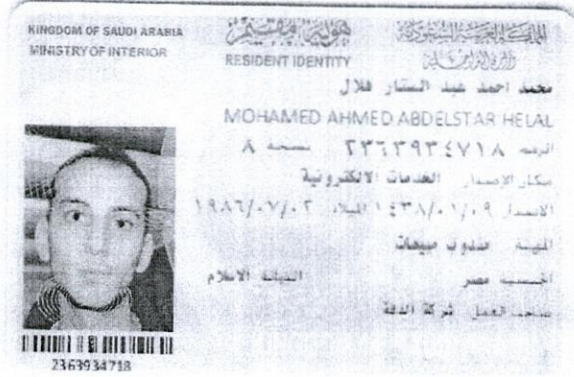 KINGDOM OF SAUDI ARABIA
MINISTRY OF INTERIOR
هوية مقيم
RESIDENT IDENTITY
المملكة العربية السعودية
وزارة الداخلية
محمد احمد عبد الستار هلال
MOHAMED AHMED ABDELSTAR HELAL
الرقم ٢٣٦٣٩٣٤٧١٨ نسخة ٨
مكان الإصدار الخدمات الالكترونية
الاصدار ١٤٣٨/٠١/٠٩ الميلاد ١٩٨٦/٠٧/٠٢
المهنة مندوب مبيعات
الجنسية مصر الديانة الاسلام
صاحب العمل شركة الدقة
2363934718